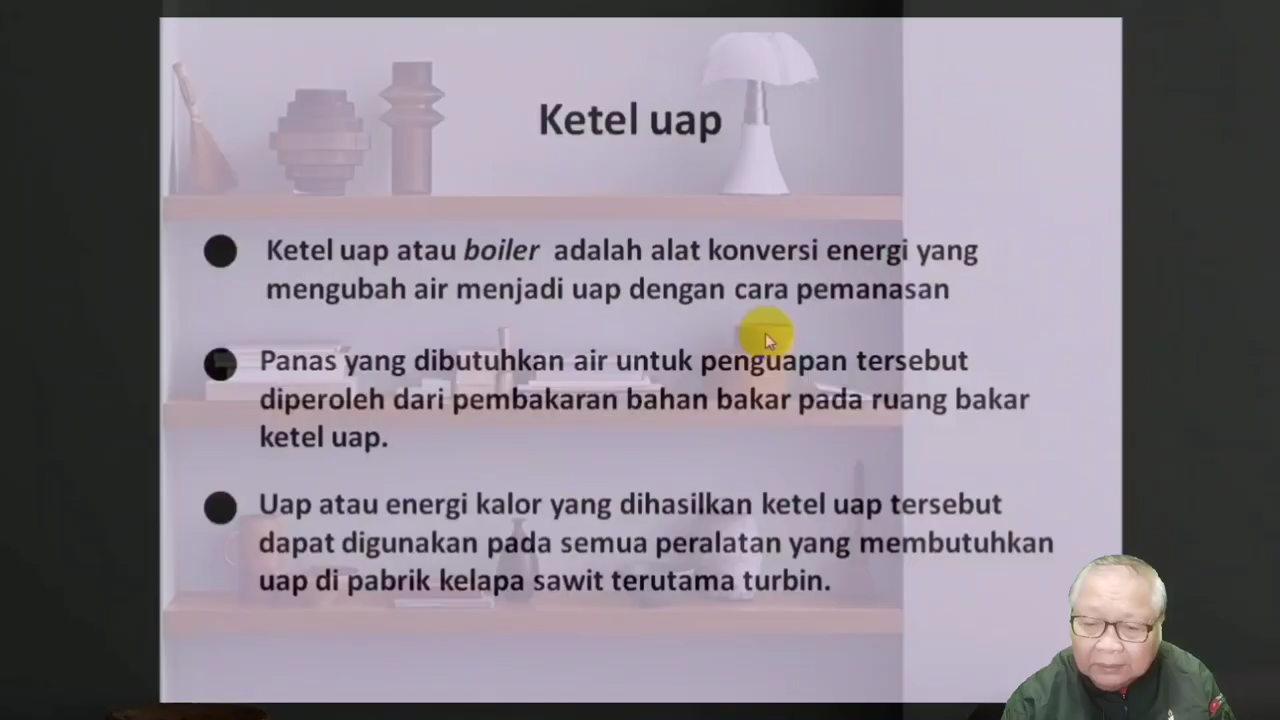 Ketel uap
Ketel uap atau boiler adalah alat konversi energi yang
mengubah air menjadi uap dengan cara pemanasan
Panas yang dibutuhkan air untuk penguapan tersebut
diperoleh dari pembakaran bahan bakar pada ruang bakar
ketel uap.
Uap atau energi kalor yang dihasilkan ketel uap tersebut
dapat digunakan pada semua peralatan yang membutuhkan
uap di pabrik kelapa sawit terutama turbin.